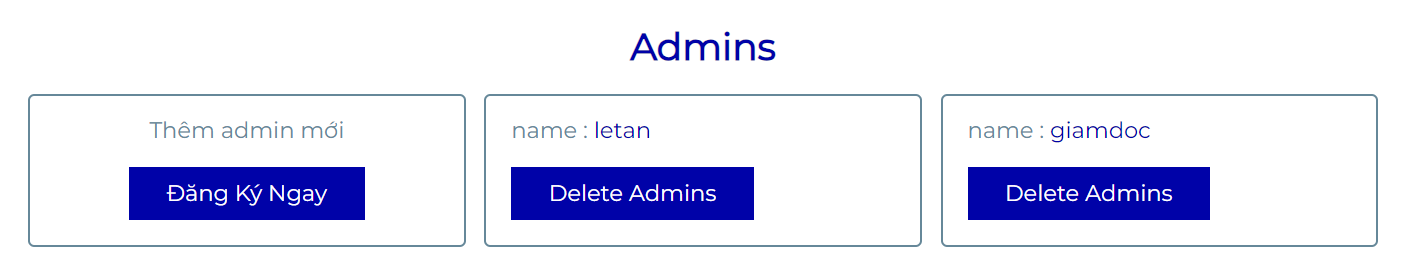 Admins
Thêm admin mới
Đăng Ký Ngay
name : letan
Delete Admins
name : giamdoc
Delete Admins